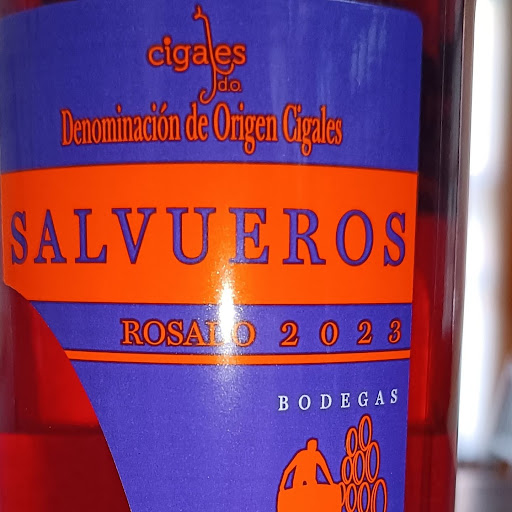 cigales
d.o.
Denominación de Origen Cigales
SALVUEROS
ROSADO 2023
BODEGAS